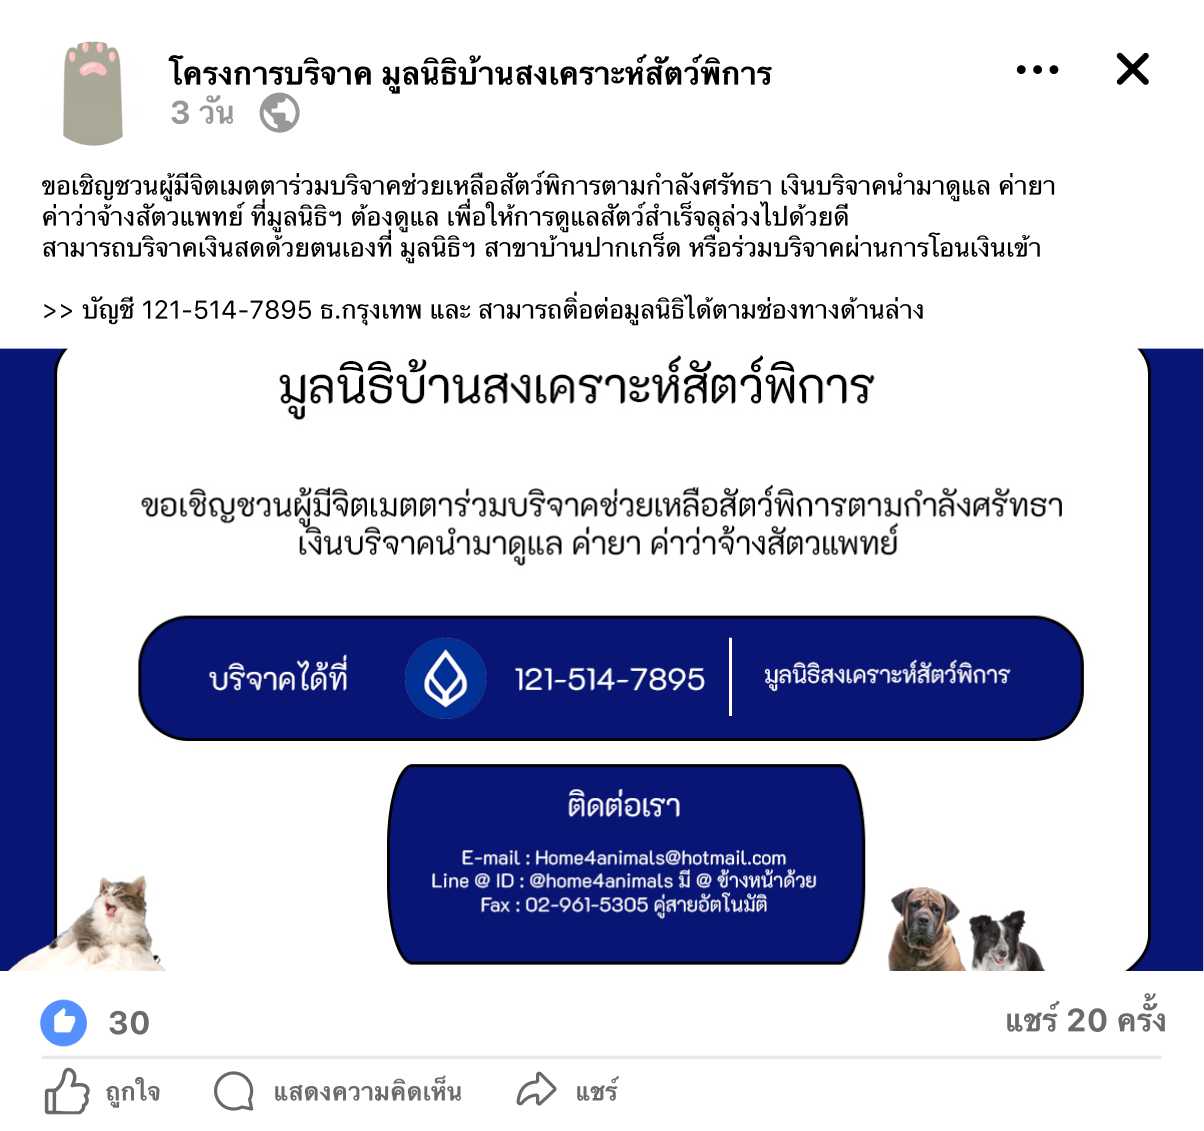 โครงการบริจาค มูลนิธิบ้านสงเคราะห์สัตว์พิการ
3 วัน
ขอเชิญชวนผู้มีจิตเมตตาร่วมบริจาคช่วยเหลือสัตว์พิการตามกำลังศรัทธา เงินบริจาคนำมาดูแล ค่ายา
ค่าว่าจ้างสัตวแพทย์ ที่มูลนิธิฯ ต้องดูแล เพื่อให้การดูแลสัตว์สำเร็จลุล่วงไปด้วยดี
สามารถบริจาคเงินสดด้วยตนเองที่ มูลนิธิฯ สาขาบ้านปากเกร็ด หรือร่วมบริจาคผ่านการโอนเงินเข้า
>> บัญชี 121-514-7895 ธ.กรุงเทพ และ สามารถติ่อต่อมูลนิธิได้ตามช่องทางด้านล่าง
มูลนิธิบ้านสงเคราะห์สัตว์พิการ
ขอเชิญชวนผู้มีจิตเมตตาร่วมบริจาคช่วยเหลือสัตว์พิการตามกำลังศรัทธา
เงินบริจาคนำมาดูแล ค่ายา ค่าว่าจ้างสัตวแพทย์
บริจาคได้ที่ 121-514-7895 มูลนิธิสงเคราะห์สัตว์พิการ
ติดต่อเรา
E-mail : Home4animals@hotmail.com
Line @ ID : @home4animals มี @ ข้างหน้าด้วย
Fax : 02-961-5305 คู่สายอัตโนมัติ
30 แชร์ 20 ครั้ง
ถูกใจ แสดงความคิดเห็น แชร์